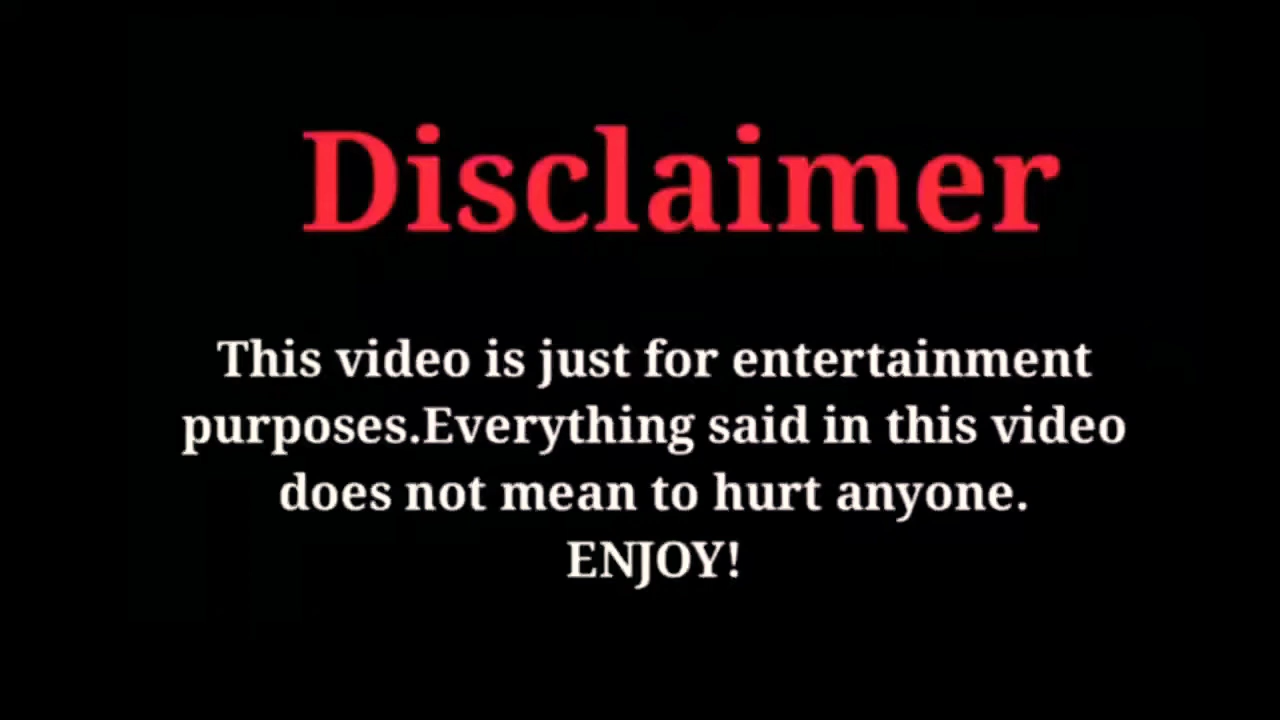 Disclaimer
This video is just for entertainment
purposes.Everything said in this video
does not mean to hurt anyone.
ENJOY!